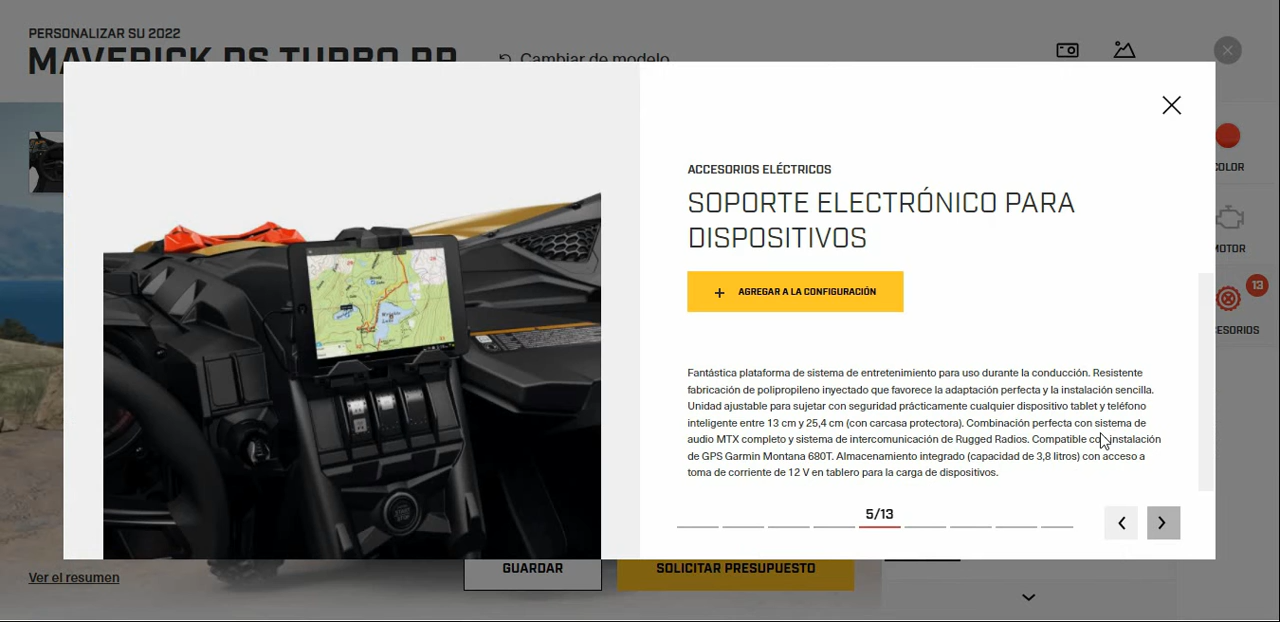 PERSONALIZAR SU 2022
MAVERICK DS TURBO RR
Cambiar de modelo
ACCESORIOS ELÉCTRICOS
SOPORTE ELECTRÓNICO PARA
DISPOSITIVOS
+ AGREGAR A LA CONFIGURACIÓN
Fantástica plataforma de sistema de entretenimiento para uso durante la conducción. Resistente
fabricación de polipropileno inyectado que favorece la adaptación perfecta y la instalación sencilla.
Unidad ajustable para sujetar con seguridad prácticamente cualquier dispositivo tablet y teléfono
inteligente entre 13 cm y 25,4 cm (con carcasa protectora). Combinación perfecta con sistema de
audio MTX completo y sistema de intercomunicación de Rugged Radios. Compatible con instalación
de GPS Garmin Montana 680T. Almacenamiento integrado (capacidad de 3,8 litros) con acceso a
toma de corriente de 12 V en tablero para la carga de dispositivos.
5/13
OLOR
MOTOR
13
ESORIOS
START
STOP
Ver el resumen
GUARDAR
SOLICITAR PRESUPUESTO